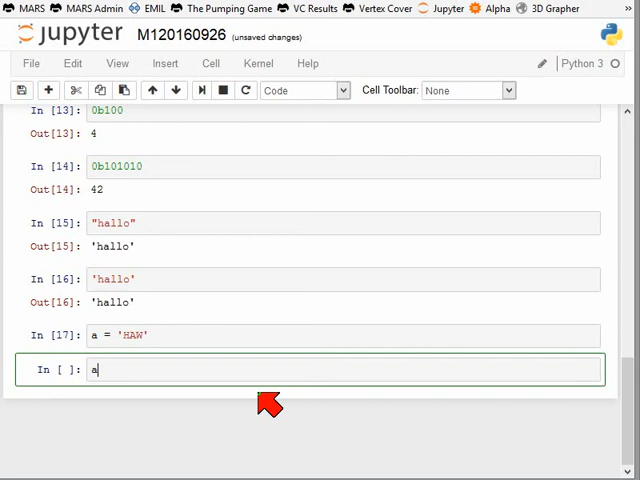 MARS MARS Admin EMIL The Pumping Game VC Results Vertex Cover Jupyter Alpha 3D Grapher »
jupyter M120160926 (unsaved changes)
File Edit View Insert Cell Kernel Help Python 3
Code Cell Toolbar: None
In [13]: 0b100
Out[13]: 4
In [14]: 0b101010
Out[14]: 42
In [15]: "hallo"
Out[15]: 'hallo'
In [16]: 'hallo'
Out[16]: 'hallo'
In [17]: a = 'HAW'
In [ ]: a